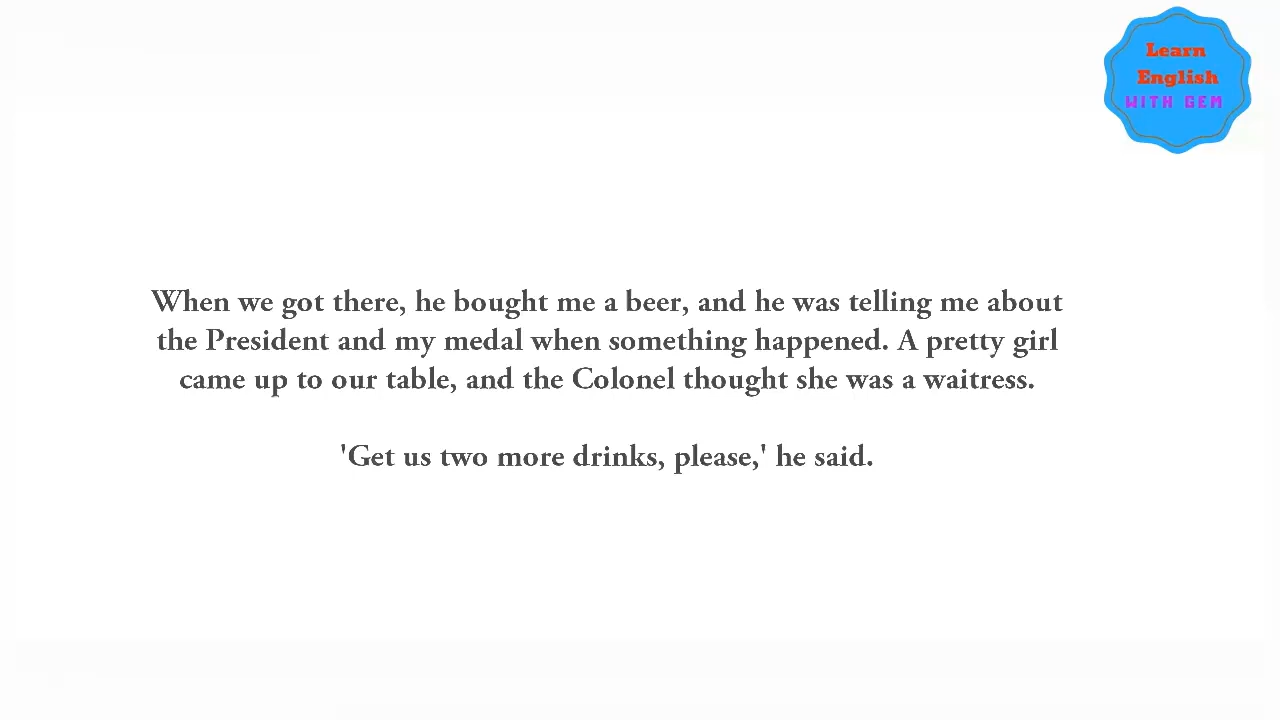 Learn
English
WITH GEM
When we got there, he bought me a beer, and he was telling me about
the President and my medal when something happened. A pretty girl
came up to our table, and the Colonel thought she was a waitress.
'Get us two more drinks, please,' he said.